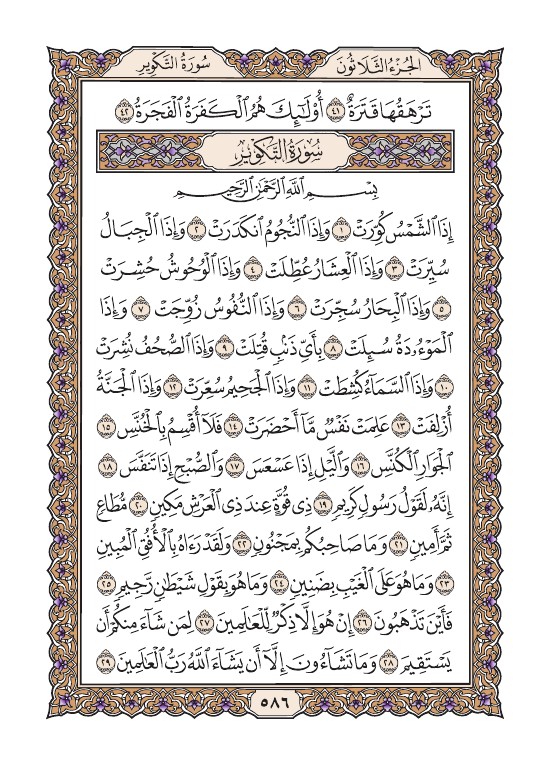 سُورَةُ التَّكْوِيرِ
الجُزْءُ الثَّلَاثُونَ
تَرْهَقُهَا قَتَرَةٌ ٤١ أُوْلَٰٓئِكَ هُمُ ٱلْكَفَرَةُ ٱلْفَجَرَةُ ٤٢
سُورَةُ التَّكْوِيرِ
بِسْمِ ٱللَّهِ ٱلرَّحْمَٰنِ ٱلرَّحِيمِ
إِذَا ٱلشَّمْسُ كُوِّرَتْ ١ وَإِذَا ٱلنُّجُومُ ٱنكَدَرَتْ ٢ وَإِذَا ٱلْجِبَالُ
سُيِّرَتْ ٣ وَإِذَا ٱلْعِشَارُ عُطِّلَتْ ٤ وَإِذَا ٱلْوُحُوشُ حُشِرَتْ
٥ وَإِذَا ٱلْبِحَارُ سُجِّرَتْ ٦ وَإِذَا ٱلنُّفُوسُ زُوِّجَتْ ٧ وَإِذَا
ٱلْمَوْءُۥدَةُ سُئِلَتْ ٨ بِأَيِّ ذَنۢبٍ قُتِلَتْ ٩ وَإِذَا ٱلصُّحُفُ نُشِرَتْ
١٠ وَإِذَا ٱلسَّمَآءُ كُشِطَتْ ١١ وَإِذَا ٱلْجَحِيمُ سُعِّرَتْ ١٢ وَإِذَا ٱلْجَنَّةُ
أُزْلِفَتْ ١٣ عَلِمَتْ نَفْسٌ مَّآ أَحْضَرَتْ ١٤ فَلَآ أُقْسِمُ بِٱلْخُنَّسِ ١٥
ٱلْجَوَارِ ٱلْكُنَّسِ ١٦ وَٱلَّيْلِ إِذَا عَسْعَسَ ١٧ وَٱلصُّبْحِ إِذَا تَنَفَّسَ ١٨
إِنَّهُۥ لَقَوْلُ رَسُولٍ كَرِيمٍ ١٩ ذِى قُوَّةٍ عِندَ ذِى ٱلْعَرْشِ مَكِينٍ ٢٠ مُّطَاعٍ
ثَمَّ أَمِينٍ ٢١ وَمَا صَاحِبُكُم بِمَجْنُونٍ ٢٢ وَلَقَدْ رَءَاهُ بِٱلْأُفُقِ ٱلْمُبِينِ
٢٣ وَمَا هُوَ عَلَى ٱلْغَيْبِ بِضَنِينٍ ٢٤ وَمَا هُوَ بِقَوْلِ شَيْطَٰنٍ رَّجِيمٍ ٢٥
فَأَيْنَ تَذْهَبُونَ ٢٦ إِنْ هُوَ إِلَّا ذِكْرٌ لِّلْعَٰلَمِينَ ٢٧ لِمَن شَآءَ مِنكُمْ أَن
يَسْتَقِيمَ ٢٨ وَمَا تَشَآءُونَ إِلَّآ أَن يَشَآءَ ٱللَّهُ رَبُّ ٱلْعَٰلَمِينَ ٢٩
٥٨٦